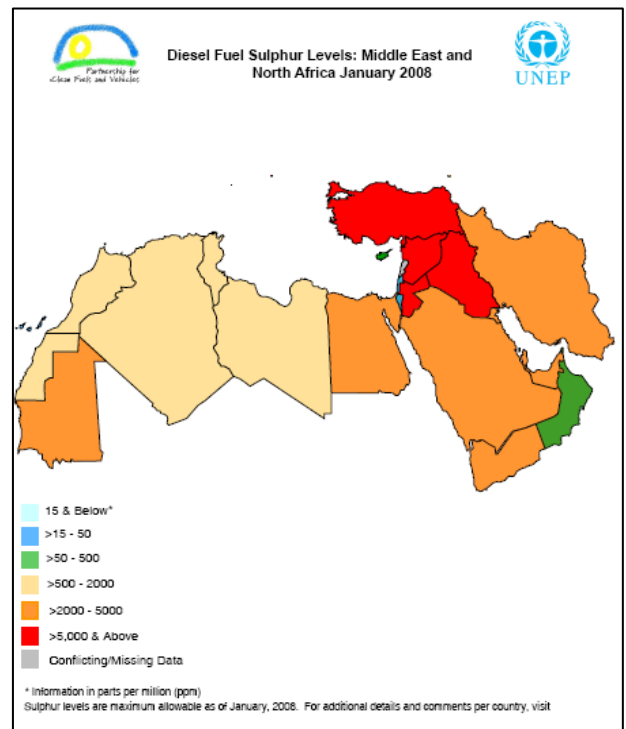 Partnership for
Clean Fuels and Vehicles
Diesel Fuel Sulphur Levels: Middle East and
North Africa January 2008
UNEP
15 & Below*
>15 - 50
>50 - 500
>500 - 2000
>2000 - 5000
>5,000 & Above
Conflicting/Missing Data
* Information in parts per million (ppm)
Sulphur levels are maximum allowable as of January, 2008. For additional details and comments per country, visit